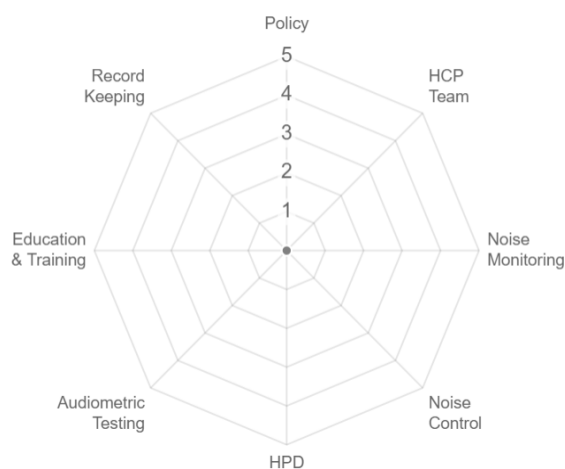 Policy
5
Record
Keeping
HCP
Team
4
3
2
1
Education
& Training
Noise
Monitoring
Audiometric
Testing
Noise
Control
HPD